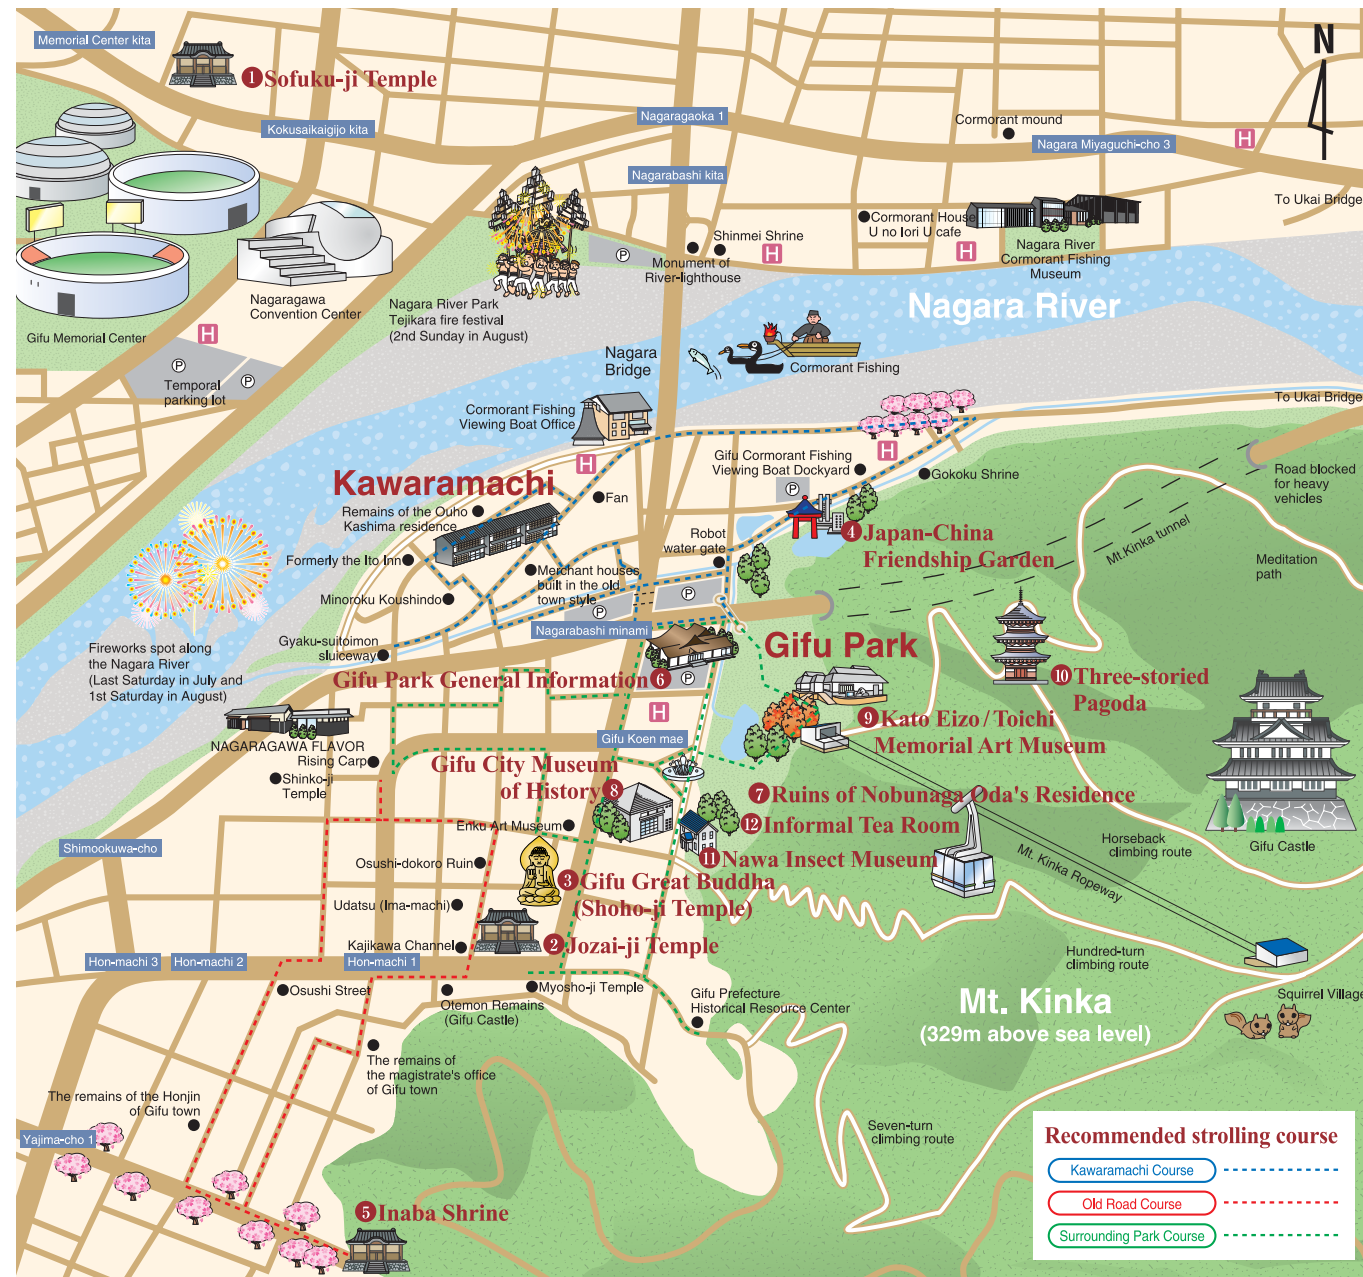 Memorial Center kita
1 Sofuku-ji Temple
Kokusaikaigijo kita
Nagaragaoka 1
Cormorant mound
Nagara Miyaguchi-cho 3
H
N
Nagarabashi kita
To Ukai Bridge
Cormorant House
U no Iori U cafe
Shinmei Shrine
P
H
H
Monument of
River-lighthouse
Nagara River
Cormorant Fishing
Museum
Nagaragawa
Convention Center
Nagara River Park
Tejikara fire festival
(2nd Sunday in August)
Nagara River
Gifu Memorial Center
H
P
P
Temporal
parking lot
Nagara
Bridge
Cormorant Fishing
Cormorant Fishing
Viewing Boat Office
To Ukai Bridge
H
Gifu Cormorant Fishing
Viewing Boat Dockyard
H
P
Gokoku Shrine
Road blocked
for heavy
vehicles
Kawaramachi
Fan
Remains of the Ouho
Kashima residence
4 Japan-China
Friendship Garden
Robot
water gate
Mt.Kinka tunnel
Meditation
path
Formerly the Ito Inn
Merchant houses
built in the old
town style
P
P
Minoroku Koushindo
Nagarabashi minami
Gyaku-suitoimon
sluiceway
Gifu Park
Fireworks spot along
the Nagara River
(Last Saturday in July and
1st Saturday in August)
Gifu Park General Information 6
P
10 Three-storied
Pagoda
H
9 Kato Eizo / Toichi
Memorial Art Museum
NAGARAGAWA FLAVOR
Rising Carp
Gifu Koen mae
Shinko-ji
Temple
Gifu City Museum
of History 8
7 Ruins of Nobunaga Oda's Residence
12 Informal Tea Room
Enku Art Museum
11 Nawa Insect Museum
Horseback
climbing route
Gifu Castle
Shimookuwa-cho
Osushi-dokoro Ruin
Mt. Kinka Ropeway
3 Gifu Great Buddha
(Shoho-ji Temple)
Udatsu (Ima-machi)
Kajikawa Channel
2 Jozai-ji Temple
Hundred-turn
climbing route
Hon-machi 3
Hon-machi 2
Hon-machi 1
Osushi Street
Myosho-ji Temple
Otemon Remains
(Gifu Castle)
Gifu Prefecture
Historical Resource Center
Mt. Kinka
(329m above sea level)
Squirrel Village
The remains of
the magistrate's office
of Gifu town
The remains of the Honjin
of Gifu town
Seven-turn
climbing route
Yajima-cho 1
5 Inaba Shrine
Recommended strolling course
Kawaramachi Course
Old Road Course
Surrounding Park Course